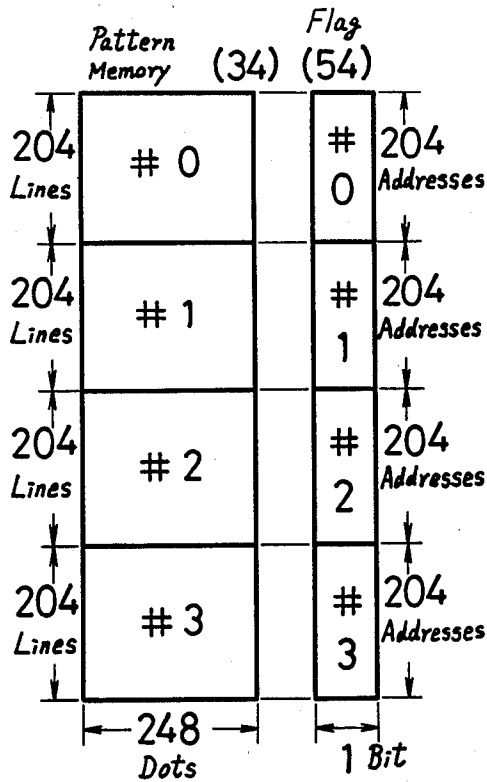 Pattern Memory (34)
Flag (54)
204 Lines
# 0
# 0
204 Addresses
204 Lines
# 1
# 1
204 Addresses
204 Lines
# 2
# 2
204 Addresses
204 Lines
# 3
# 3
204 Addresses
248 Dots
1 Bit